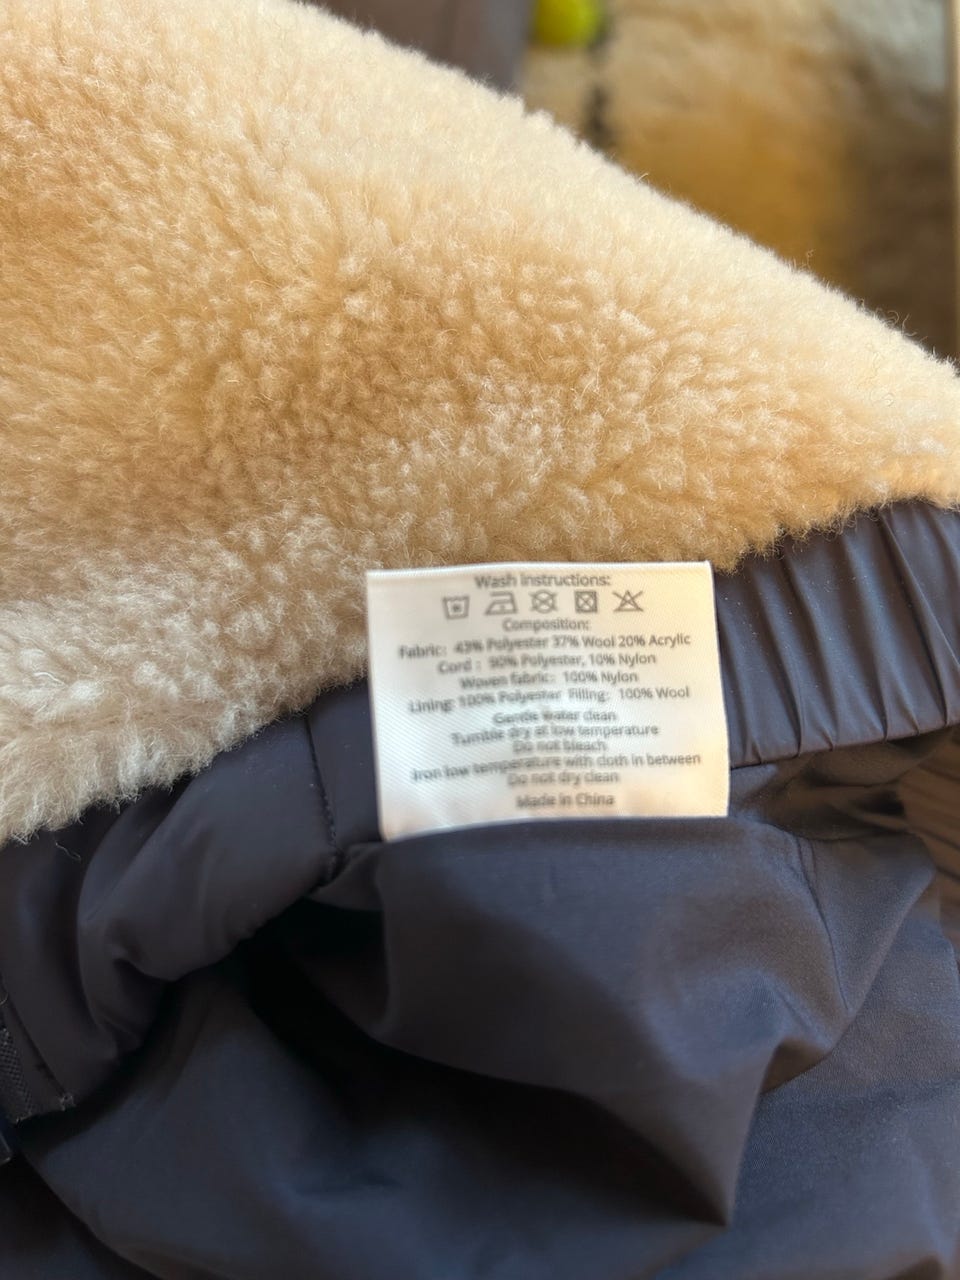 Wash Instructions:
Composition:
Fabric: 43% Polyester 37% Wool 20% Acrylic
Cord : 90% Polyester, 10% Nylon
Woven fabric: 100% Nylon
Lining: 100% Polyester Filling: 100% Wool
Gentle water clean
Tumble dry at low temperature
Do not bleach
Iron low temperature with cloth in between
Do not dry clean
Made in China